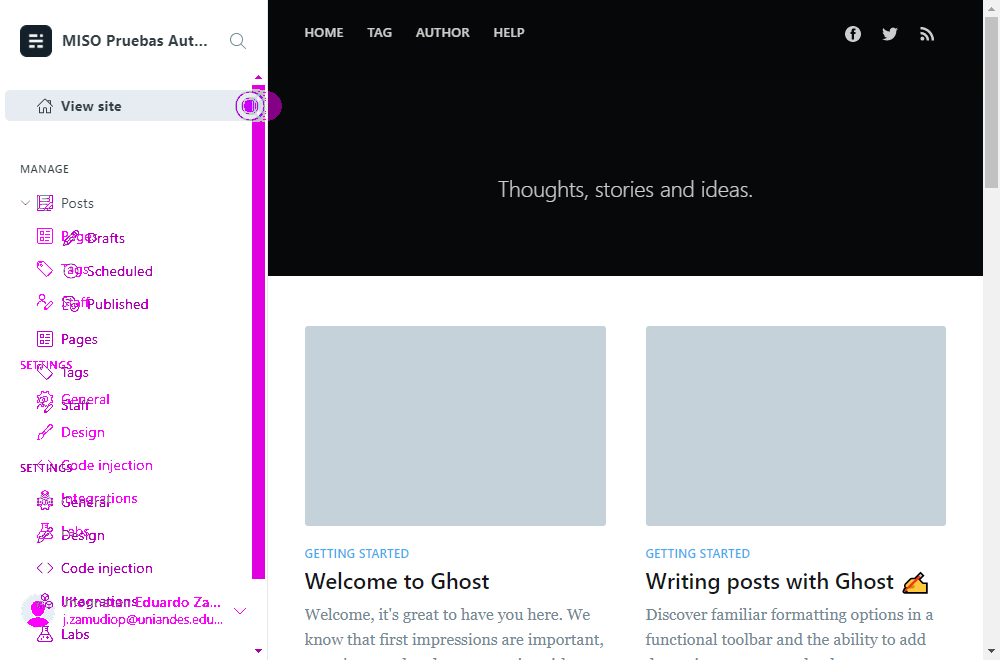 MISO Pruebas Aut...
View site
MANAGE
Posts
Pages
Drafts
Tags
Scheduled
Staff
Published
Pages
SETTINGS
Tags
General
Staff
Design
Code injection
SETTINGS
Integrations
General
Labs
Design
Code injection
Integrations
Eduardo Za...
j.zamudiop@uniandes.edu...
Labs
HOME TAG AUTHOR HELP
Thoughts, stories and ideas.
GETTING STARTED
Welcome to Ghost
Welcome, it's great to have you here. We
know that first impressions are important,
GETTING STARTED
Writing posts with Ghost ✍️
Discover familiar formatting options in a
functional toolbar and the ability to add